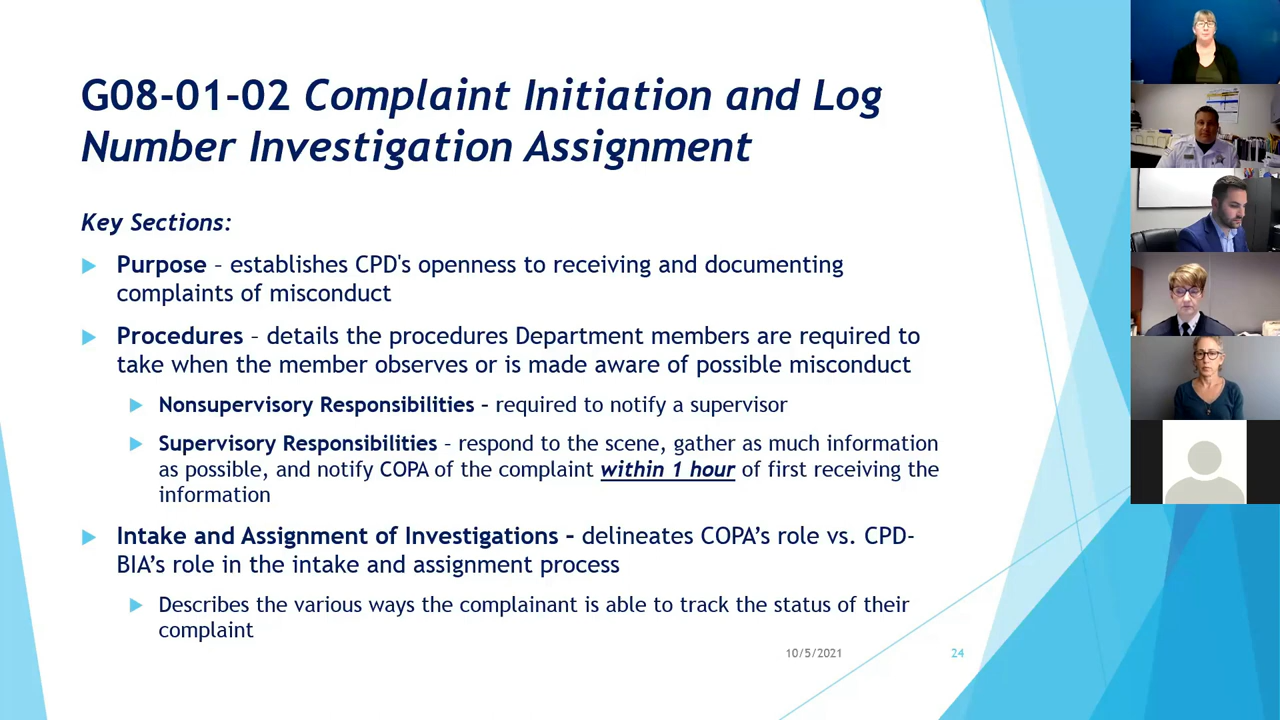 G08-01-02 Complaint Initiation and Log
Number Investigation Assignment
Key Sections:
Purpose – establishes CPD's openness to receiving and documenting
complaints of misconduct
Procedures – details the procedures Department members are required to
take when the member observes or is made aware of possible misconduct
Nonsupervisory Responsibilities – required to notify a supervisor
Supervisory Responsibilities – respond to the scene, gather as much information
as possible, and notify COPA of the complaint within 1 hour of first receiving the
information
Intake and Assignment of Investigations – delineates COPA’s role vs. CPD-
BIA’s role in the intake and assignment process
Describes the various ways the complainant is able to track the status of their
complaint
10/5/2021
24